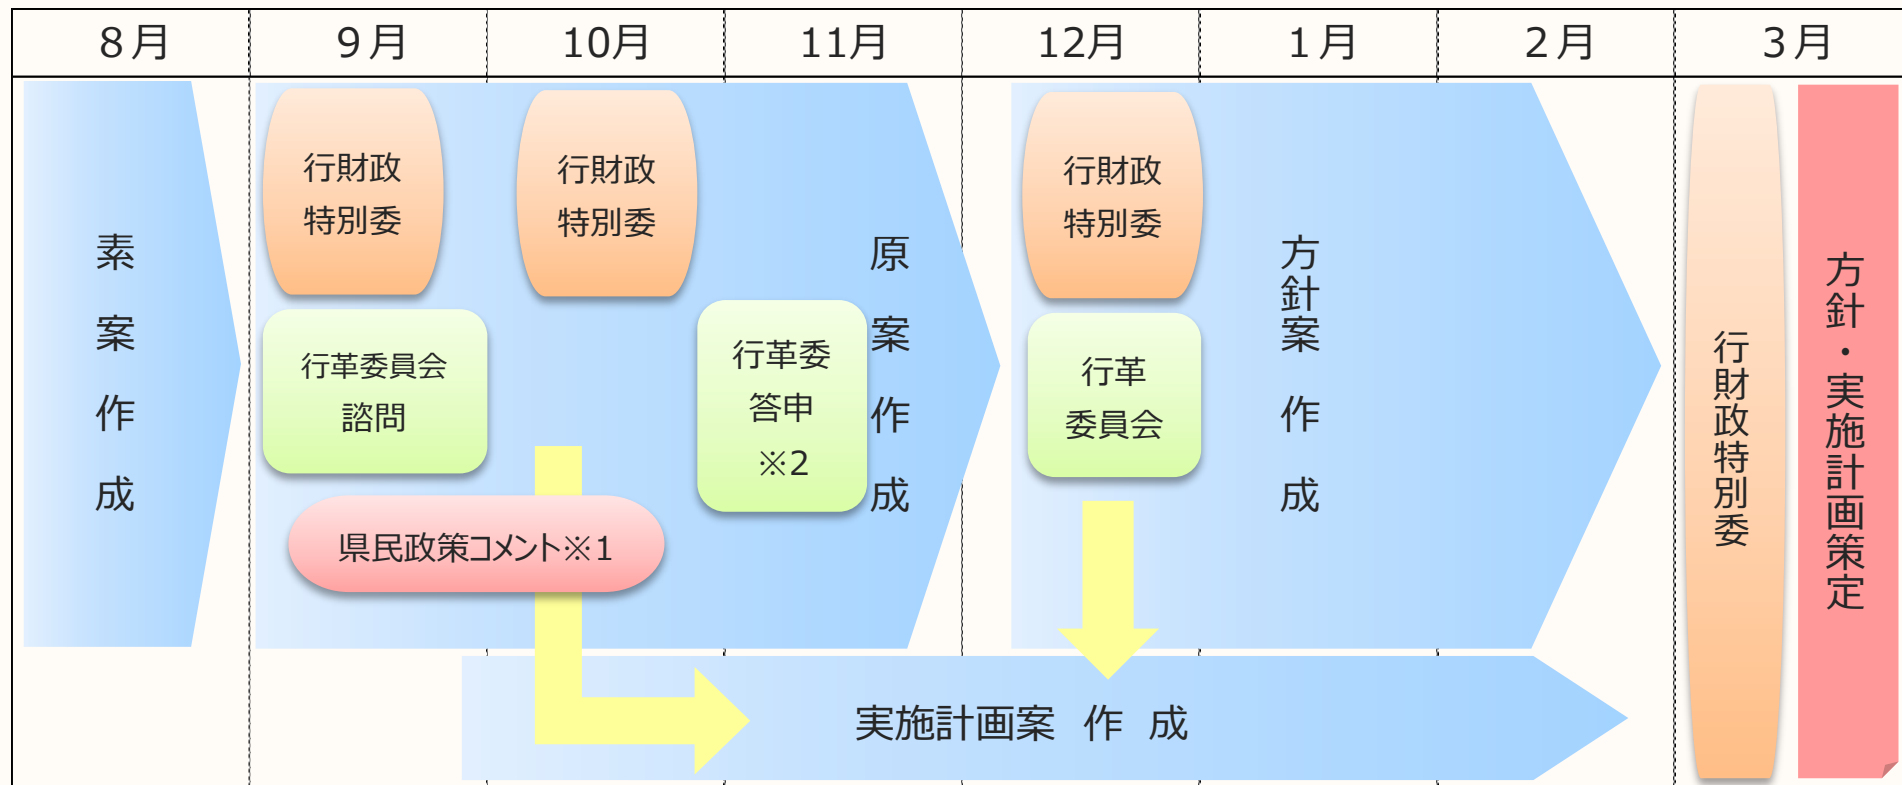 ８月
９月
10月
11月
12月
１月
２月
３月
素案作成
行財政
特別委
行革委員会
諮問
県民政策コメント※1
行財政
特別委
行革委
答申
※2
原案作成
行財政
特別委
行革
委員会
方針案作成
実施計画案 作 成
行財政特別委
方針・実施計画策定